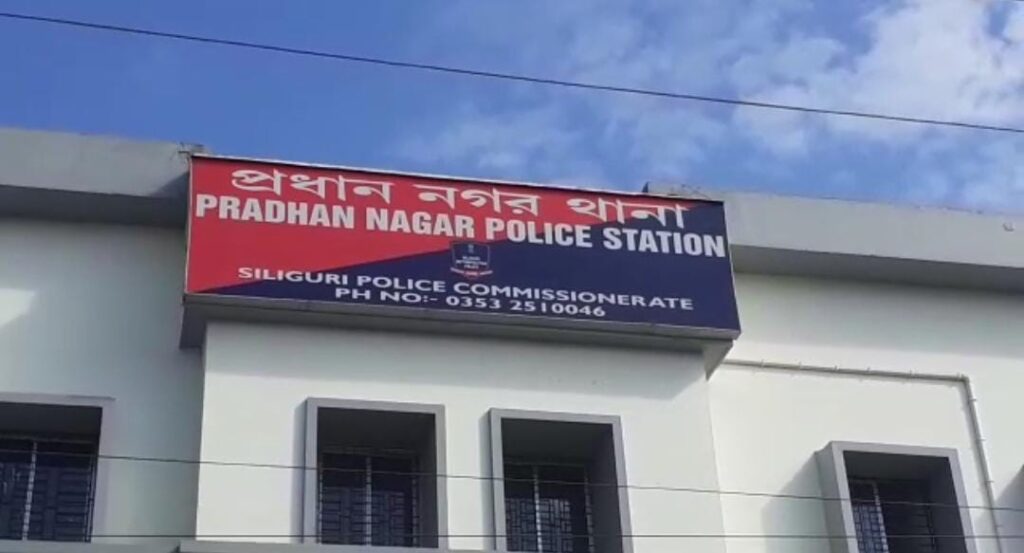 প্রধান নগর থানা
PRADHAN NAGAR POLICE STATION
SILIGURI POLICE COMMISSIONERATE
PH NO:- 0353 2510046